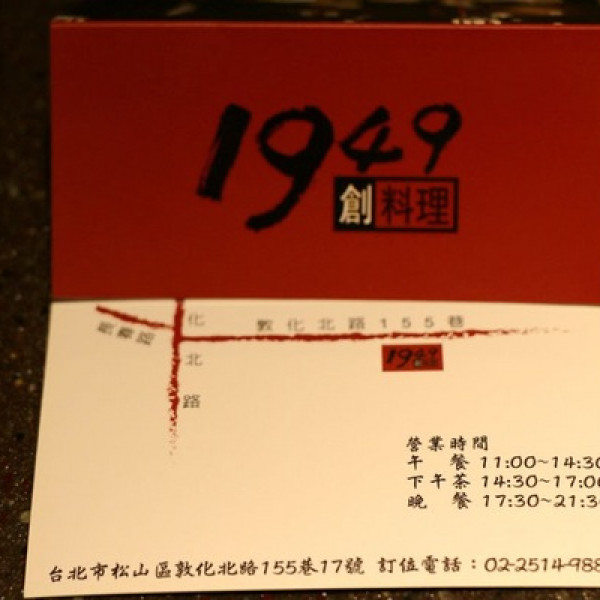 1949
創料理
敦化北路155巷
化北路
1949
營業時間
午 餐 11:00~14:30
下午茶 14:30~17:00
晚 餐 17:30~21:3
台北市松山區敦化北路155巷17號 訂位電話：02-2514-988